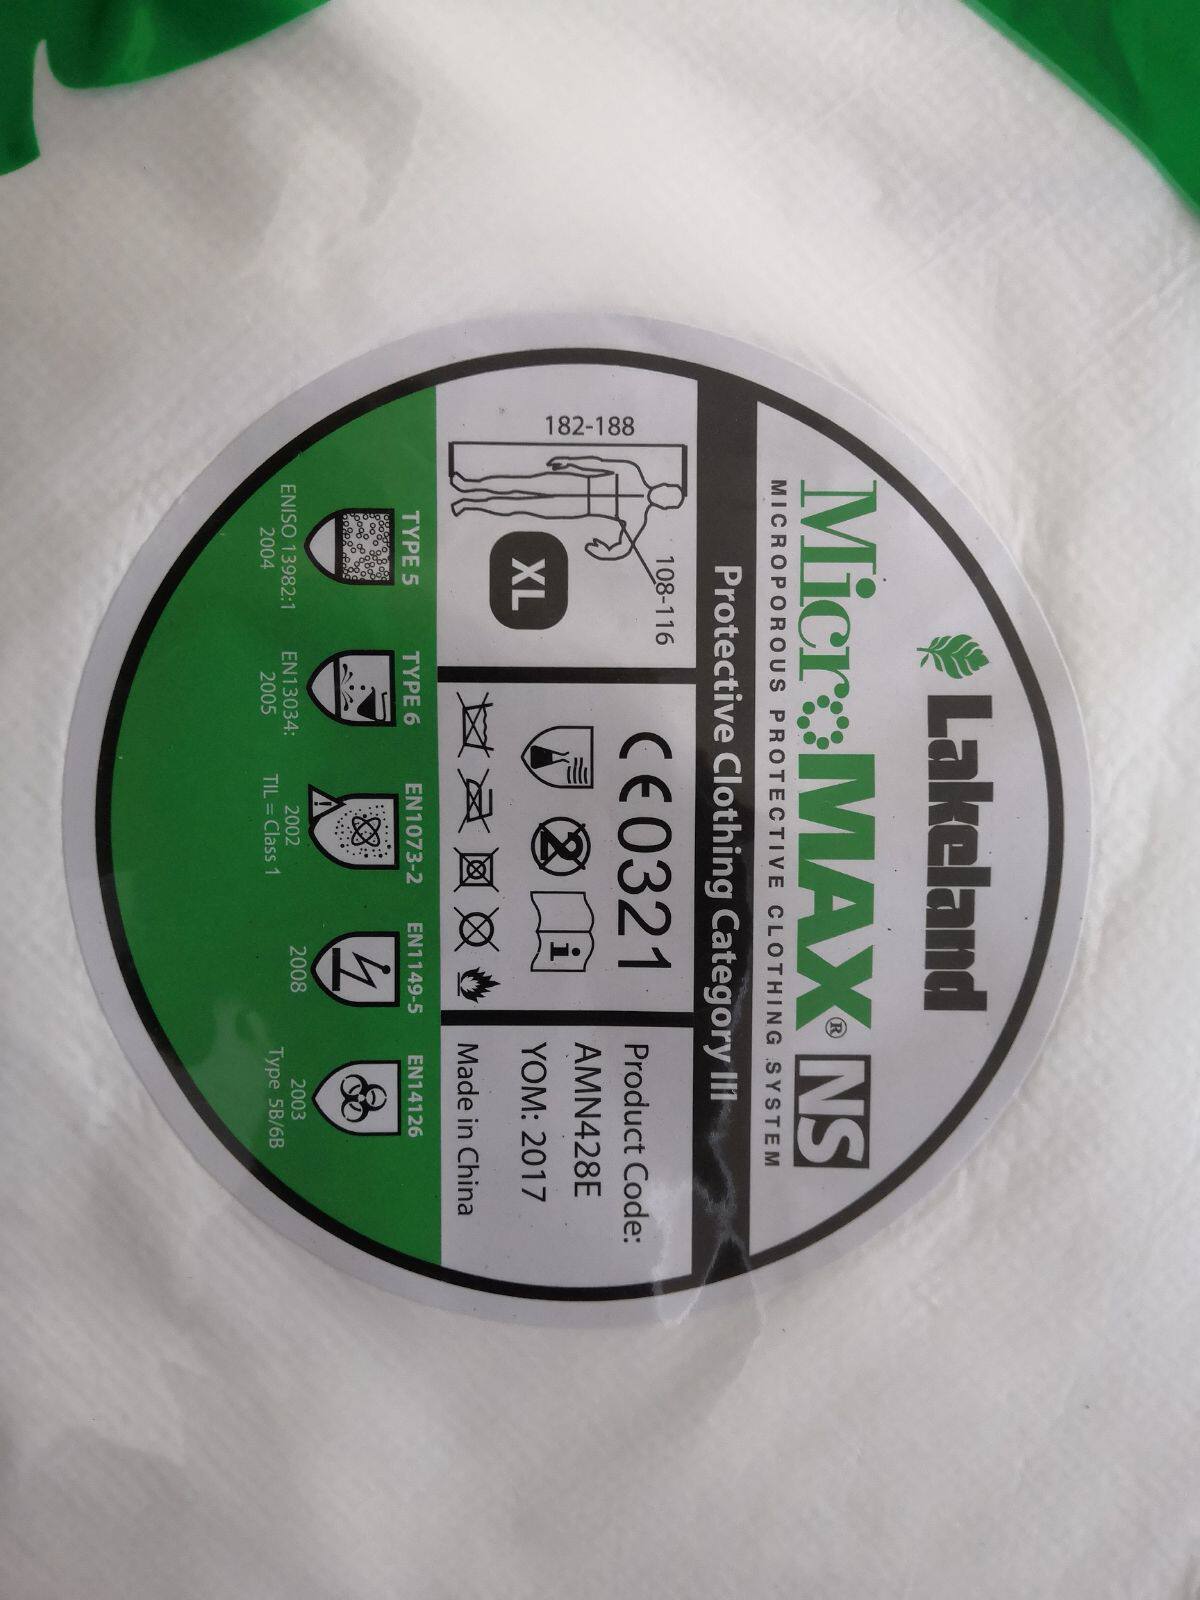 Lakeland
MicroMAX® NS
MICROPOROUS PROTECTIVE CLOTHING SYSTEM
Protective Clothing Category III
182-188
108-116
XL
CE0321
2
i
Product Code:
AMN428E
YOM: 2017
Made in China
TYPE 5
ENISO 13982:1
2004
TYPE 6
EN13034:
2005
EN1073-2
2002
TIL = Class 1
EN1149-5
2008
EN14126
2003
Type 5B/6B